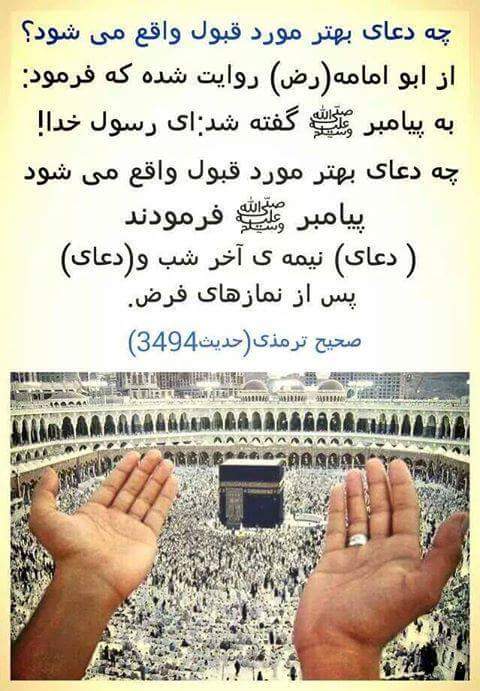 چه دعای بهتر مورد قبول واقع می شود؟
از ابو امامه(رض) روایت شده که فرمود:
به پیامبر ﷺ گفته شد:ای رسول خدا!
چه دعای بهتر مورد قبول واقع می شود
پیامبر ﷺ فرمودند
( دعای) نیمه ی آخر شب و(دعای)
پس از نمازهای فرض.
صحیح ترمذی(حدیث3494)